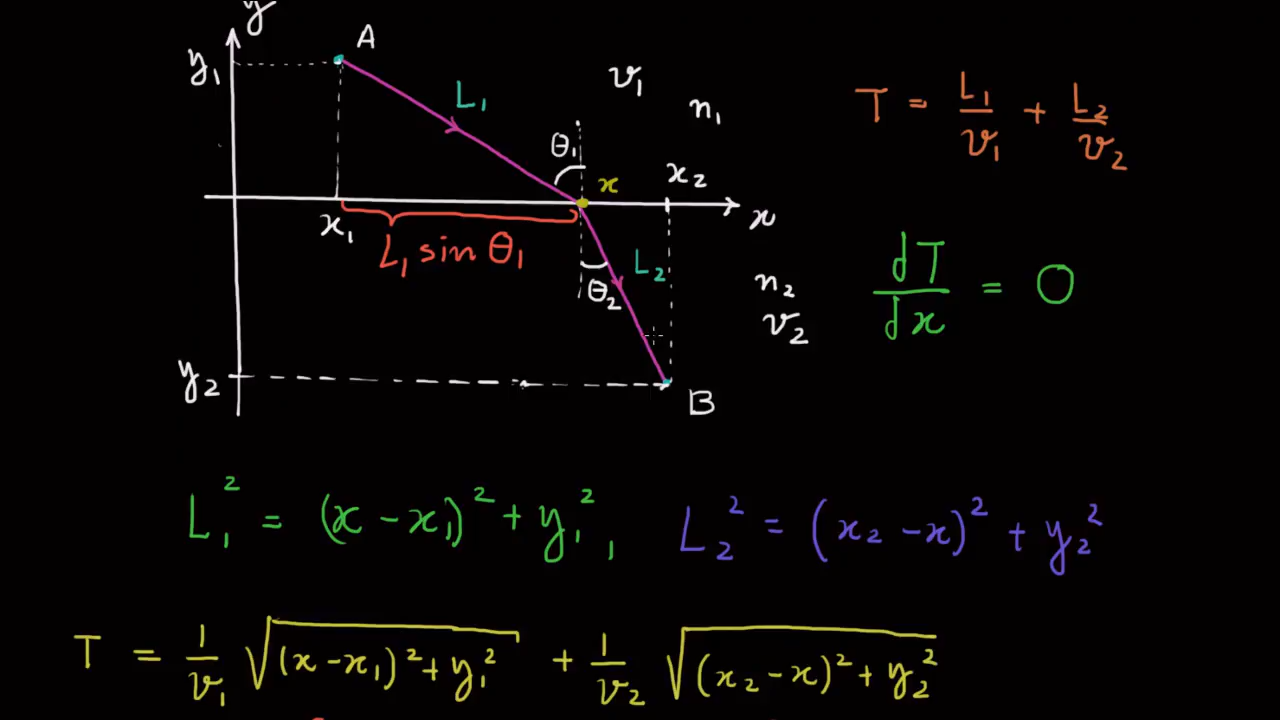 y
A
y₁
L₁
v₁
n₁
T = L₁/v₁ + L₂/v₂
θ₁
x
x₂
x₁
x
L₁ sin θ₁
L₂
θ₂
n₂
v₂
dT/dx = 0
y₂
B
L₁² = (x - x₁)² + y₁² , L₂² = (x₂ - x)² + y₂²
T = 1/v₁ √(x - x₁)² + y₁² + 1/v₂ √(x₂ - x)² + y₂²